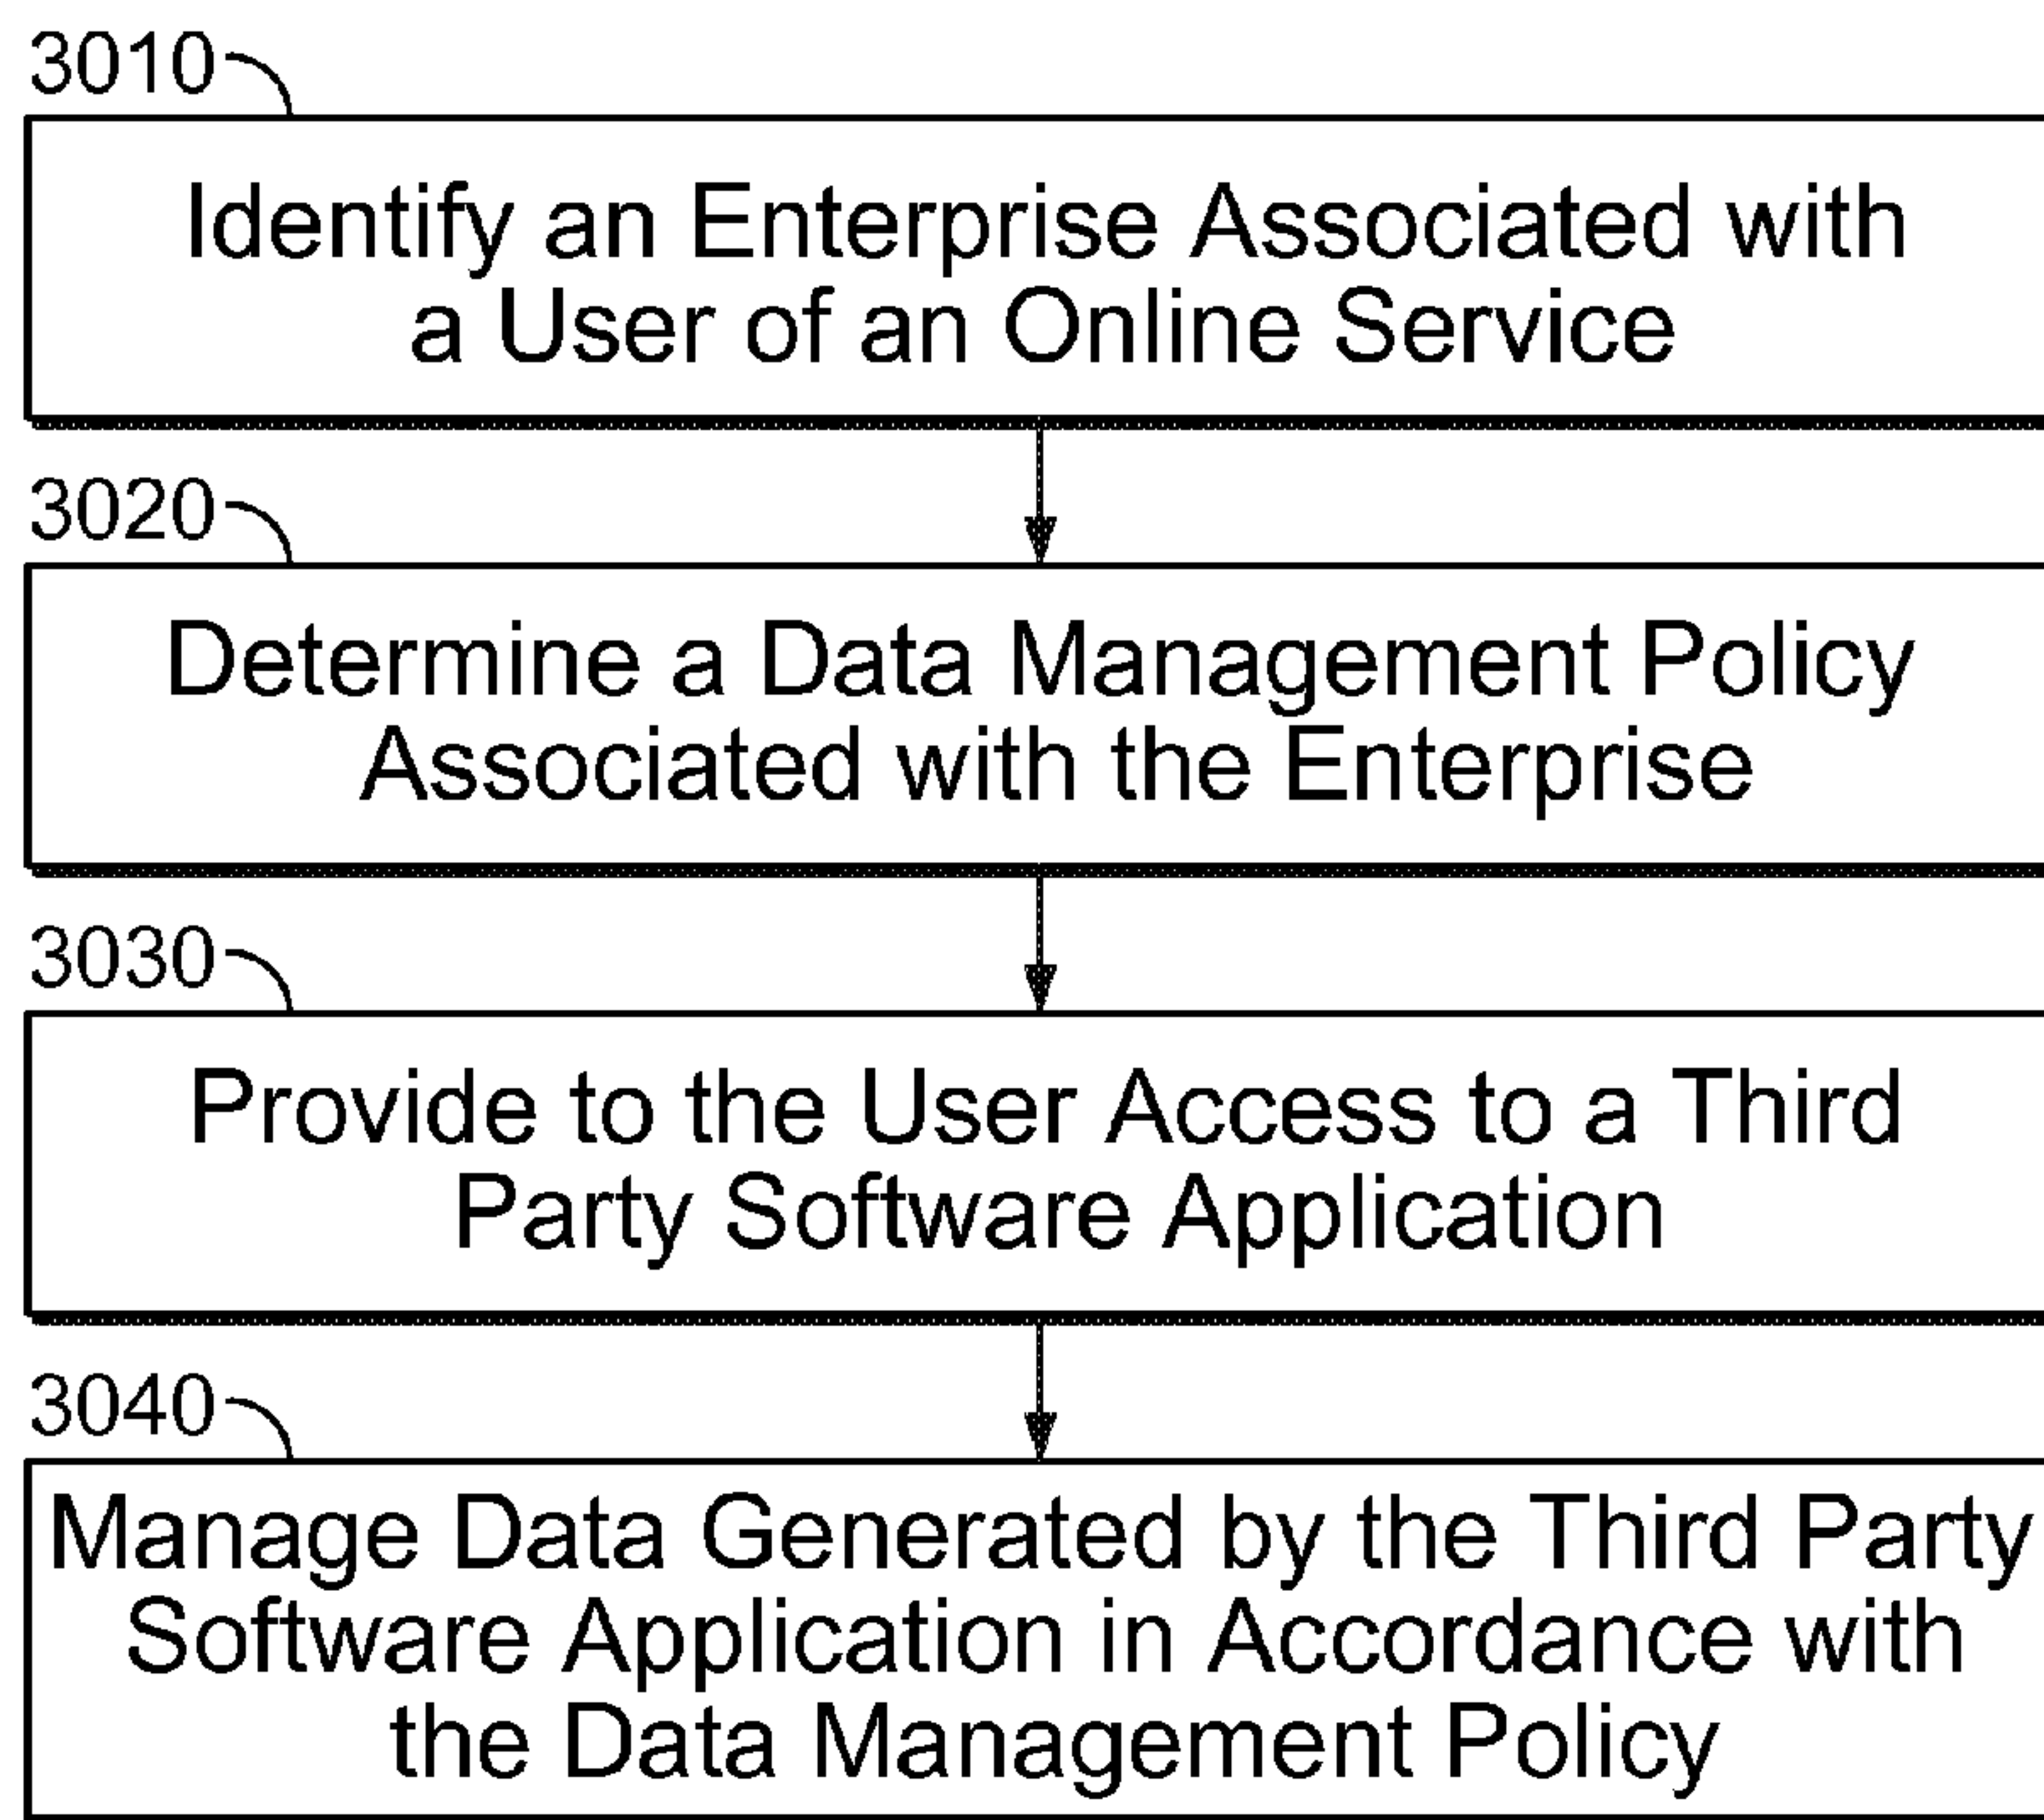 3010
Identify an Enterprise Associated with
a User of an Online Service
3020
Determine a Data Management Policy
Associated with the Enterprise
3030
Provide to the User Access to a Third
Party Software Application
3040
Manage Data Generated by the Third Party
Software Application in Accordance with
the Data Management Policy